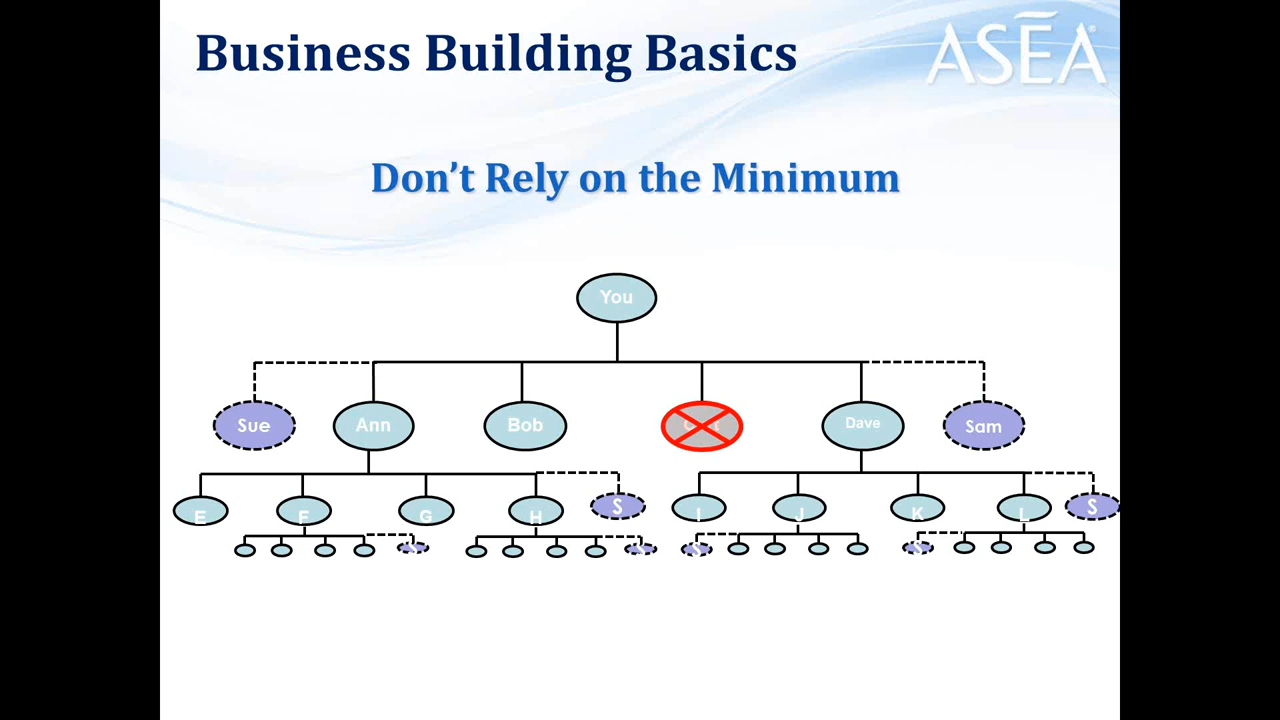 Business Building Basics
ASEA
Don't Rely on the Minimum
You
Sue Ann Bob Dave Sam
E F G H S I J K L S